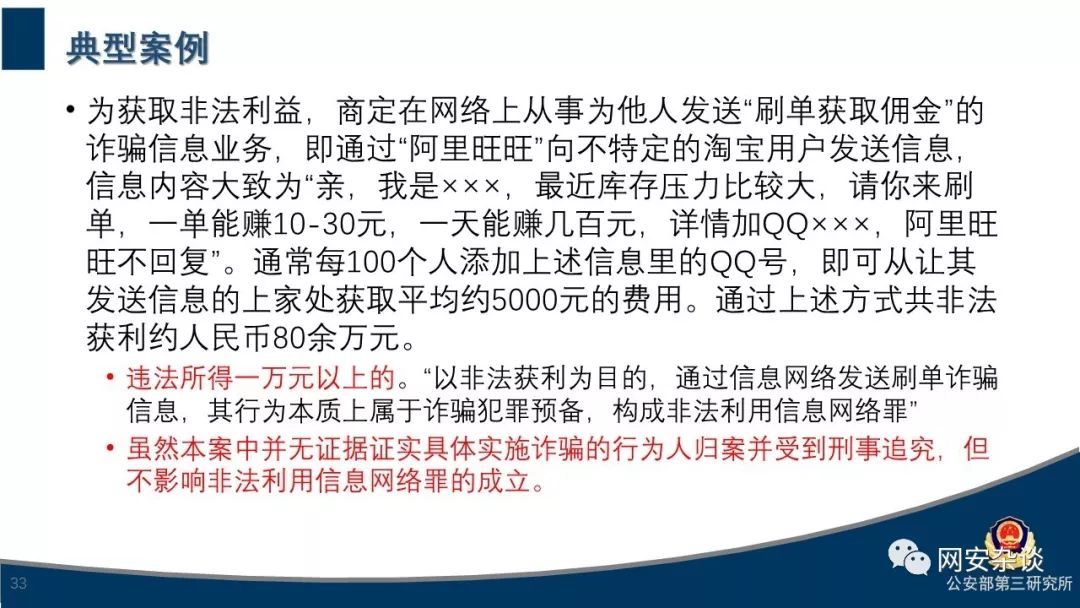 典型案例
• 为获取非法利益，商定在网络上从事为他人发送“刷单获取佣金”的
诈骗信息业务，即通过“阿里旺旺”向不特定的淘宝用户发送信息，
信息内容大致为“亲，我是×××，最近库存压力比较大，请你来刷
单，一单能赚10-30元，一天能赚几百元，详情加QQ×××，阿里旺
旺不回复”。通常每100个人添加上述信息里的QQ号，即可从让其
发送信息的上家处获取平均约5000元的费用。通过上述方式共非法
获利约人民币80余万元。
• 违法所得一万元以上的。“以非法获利为目的，通过信息网络发送刷单诈骗
信息，其行为本质上属于诈骗犯罪预备，构成非法利用信息网络罪”
• 虽然本案中并无证据证实具体实施诈骗的行为人归案并受到刑事追究，但
不影响非法利用信息网络罪的成立。
网安杂谈
公安部第三研究所
33